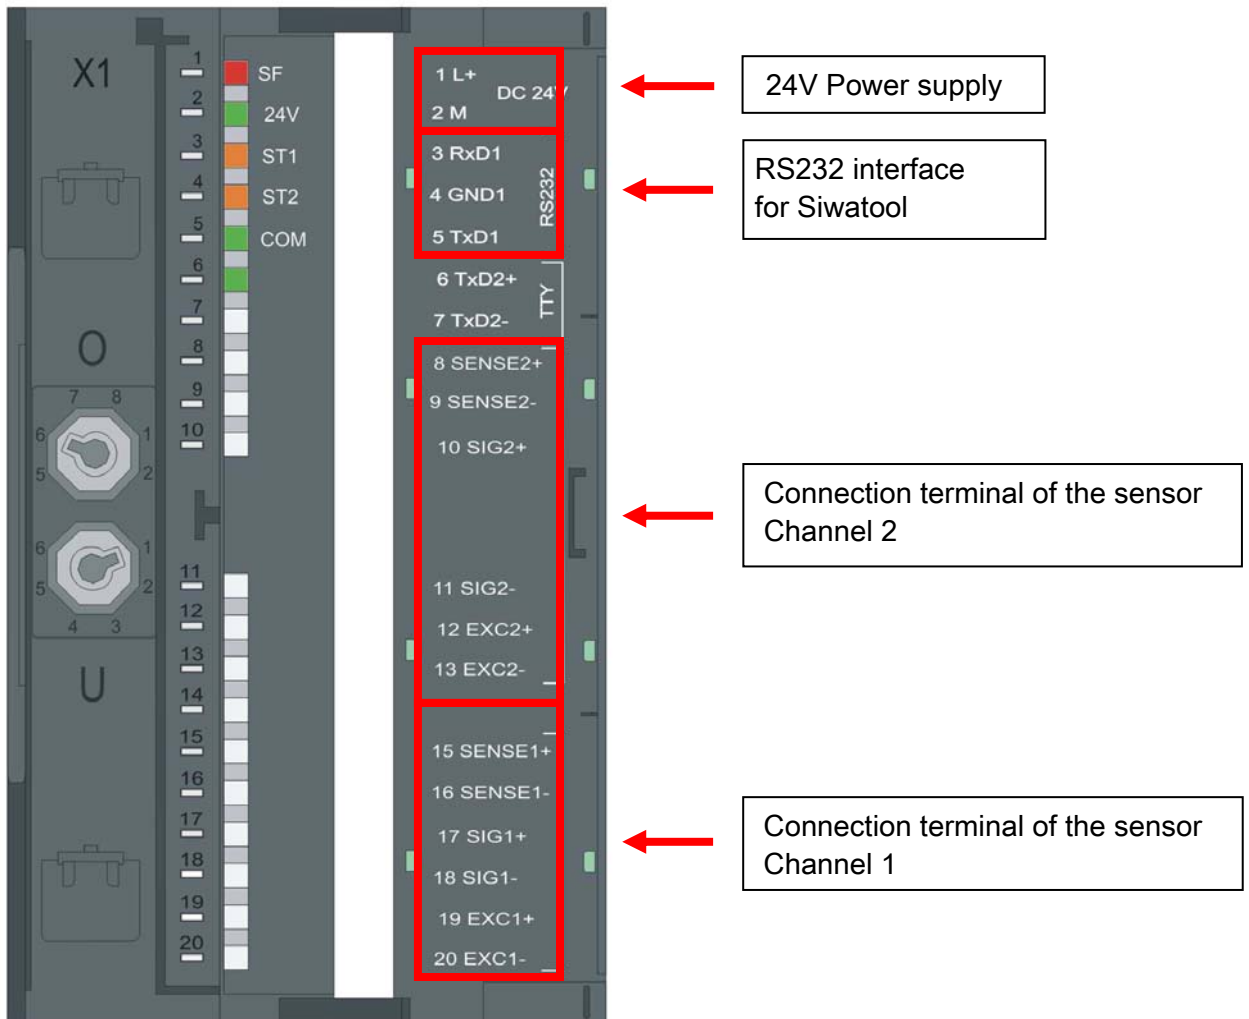 X1
O
7 8
6 1
5 2
6 1
5 2
4 3
U
1
2
3
4
5
6
7
8
9
10
11
12
13
14
15
16
17
18
19
20
SF
24V
ST1
ST2
COM
1 L+
DC 24V
2 M
3 RxD1
4 GND1
5 TxD1
RS232
6 TxD2+
7 TxD2-
TTY
8 SENSE2+
9 SENSE2-
10 SIG2+
11 SIG2-
12 EXC2+
13 EXC2-
15 SENSE1+
16 SENSE1-
17 SIG1+
18 SIG1-
19 EXC1+
20 EXC1-
24V Power supply
RS232 interface
for Siwatool
Connection terminal of the sensor
Channel 2
Connection terminal of the sensor
Channel 1